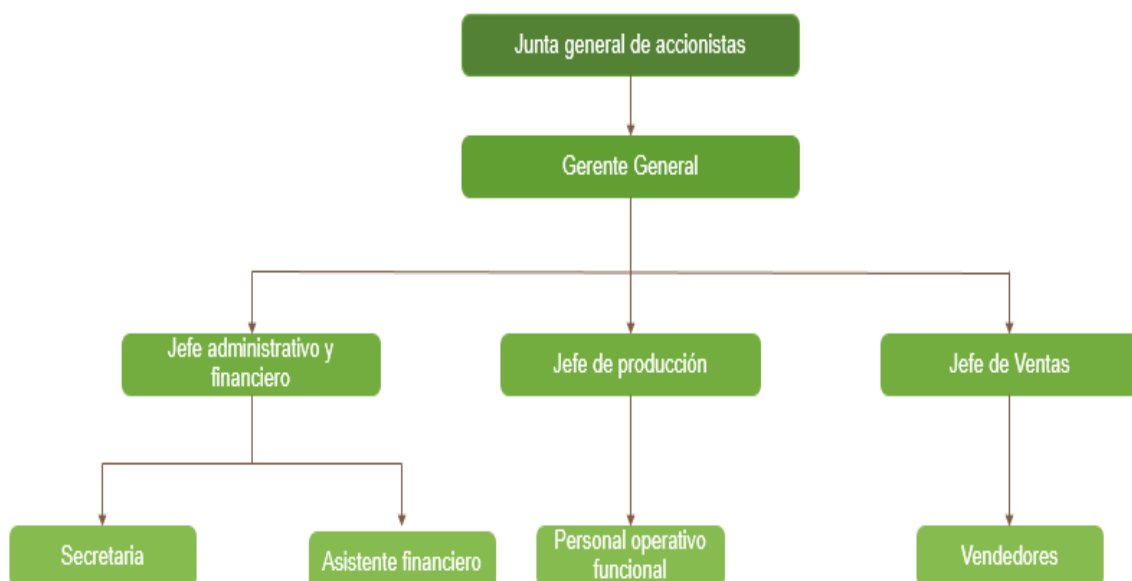 Junta general de accionistas
Gerente General
Jefe administrativo y
financiero
Jefe de producción
Jefe de Ventas
Secretaria
Asistente financiero
Personal operativo
funcional
Vendedores